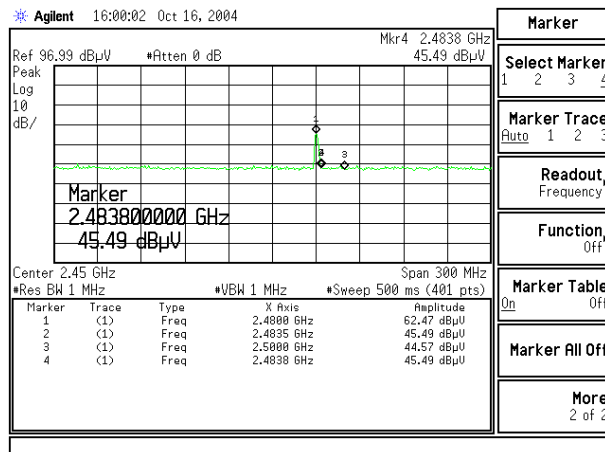 Agilent 16:00:02 Oct 16, 2004
Mkr4 2.4838 GHz
Ref 96.99 dBµV #Atten 0 dB 45.49 dBµV
Peak
Log
10
dB/
1
3
Marker
2.483800000 GHz
45.49 dBµV
Center 2.45 GHz Span 300 MHz
#Res BW 1 MHz #VBW 1 MHz #Sweep 500 ms (401 pts)
Marker Trace Type X Axis Amplitude
1 (1) Freq 2.4800 GHz 62.47 dBµV
2 (1) Freq 2.4835 GHz 45.49 dBµV
3 (1) Freq 2.5000 GHz 44.57 dBµV
4 (1) Freq 2.4838 GHz 45.49 dBµV
Marker
Select Marker
1 2 3 4
Marker Trace
Auto 1 2 3
Readout,
Frequency
Function,
Off
Marker Table
On Off
Marker All Off
More
2 of 2